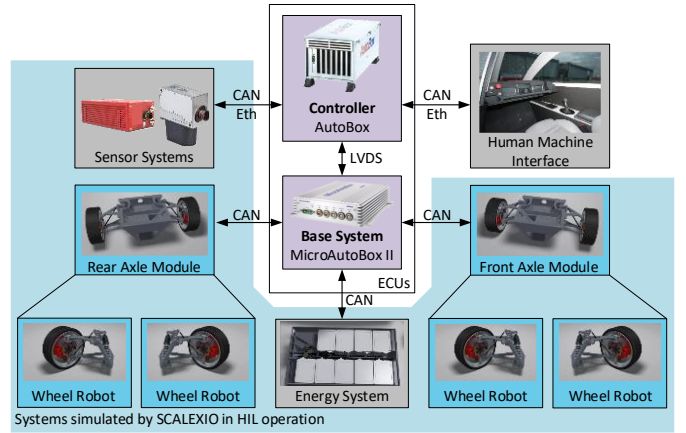 CAN
Eth
Controller
AutoBox
CAN
Eth
Sensor Systems
Human Machine
Interface
LVDS
CAN
CAN
Base System
MicroAutoBox II
Rear Axle Module
Front Axle Module
ECUs
CAN
Wheel Robot
Wheel Robot
Energy System
Wheel Robot
Wheel Robot
Systems simulated by SCALEXIO in HIL operation